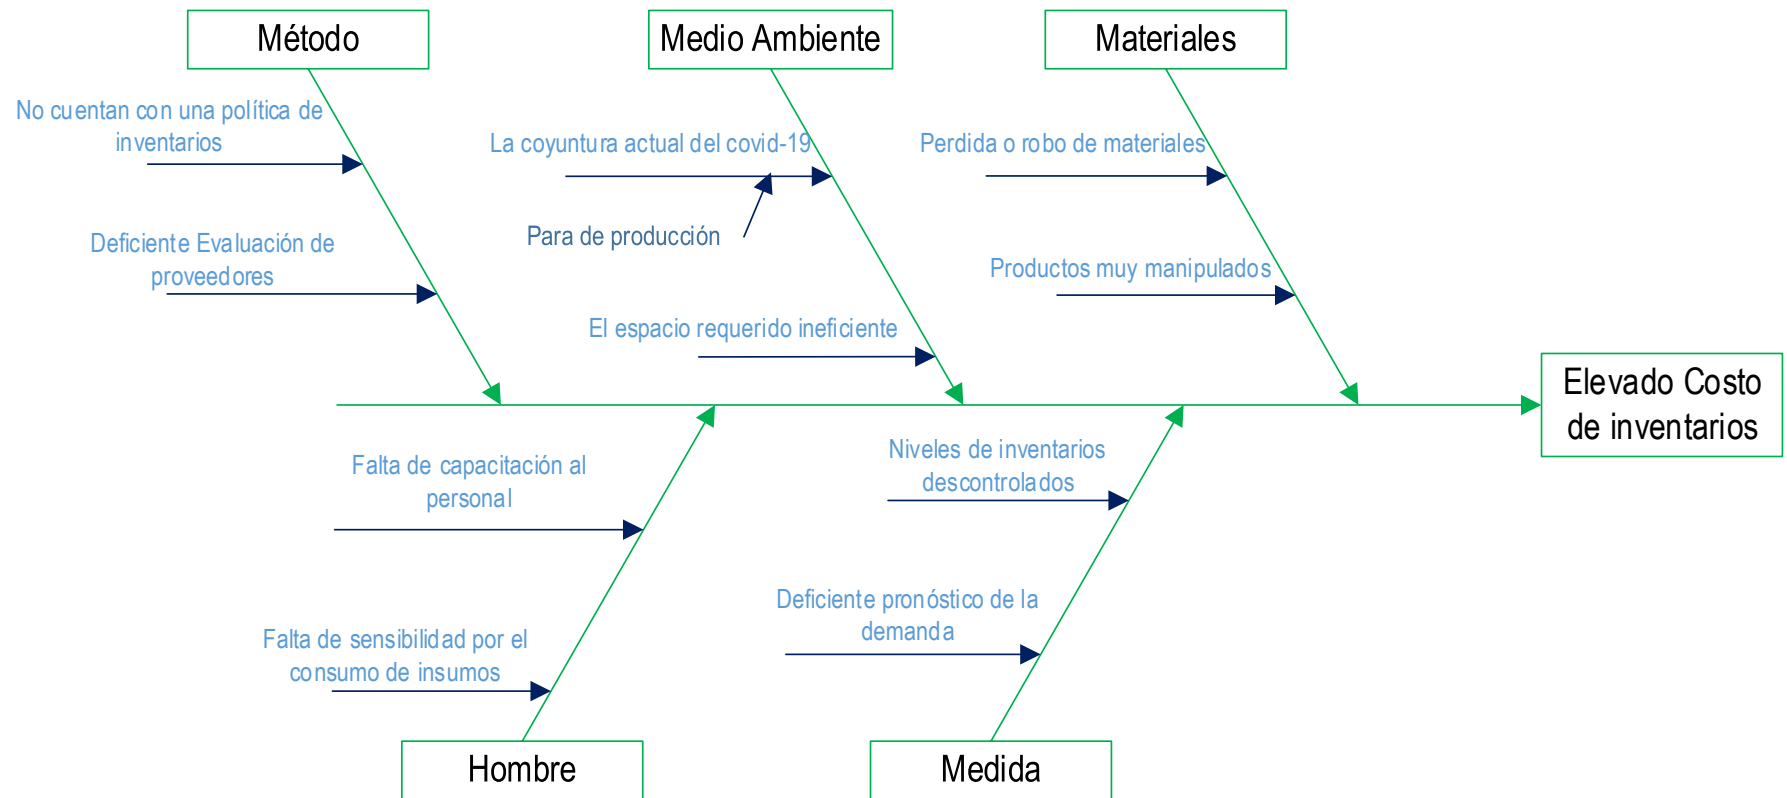 Método
Medio Ambiente
Materiales
No cuentan con una política de
inventarios
La coyuntura actual del covid-19
Perdida o robo de materiales
Para de producción
Deficiente Evaluación de
proveedores
Productos muy manipulados
El espacio requerido ineficiente
Elevado Costo
de inventarios
Falta de capacitación al
personal
Niveles de inventarios
descontrolados
Falta de sensibilidad por el
consumo de insumos
Deficiente pronóstico de la
demanda
Hombre
Medida